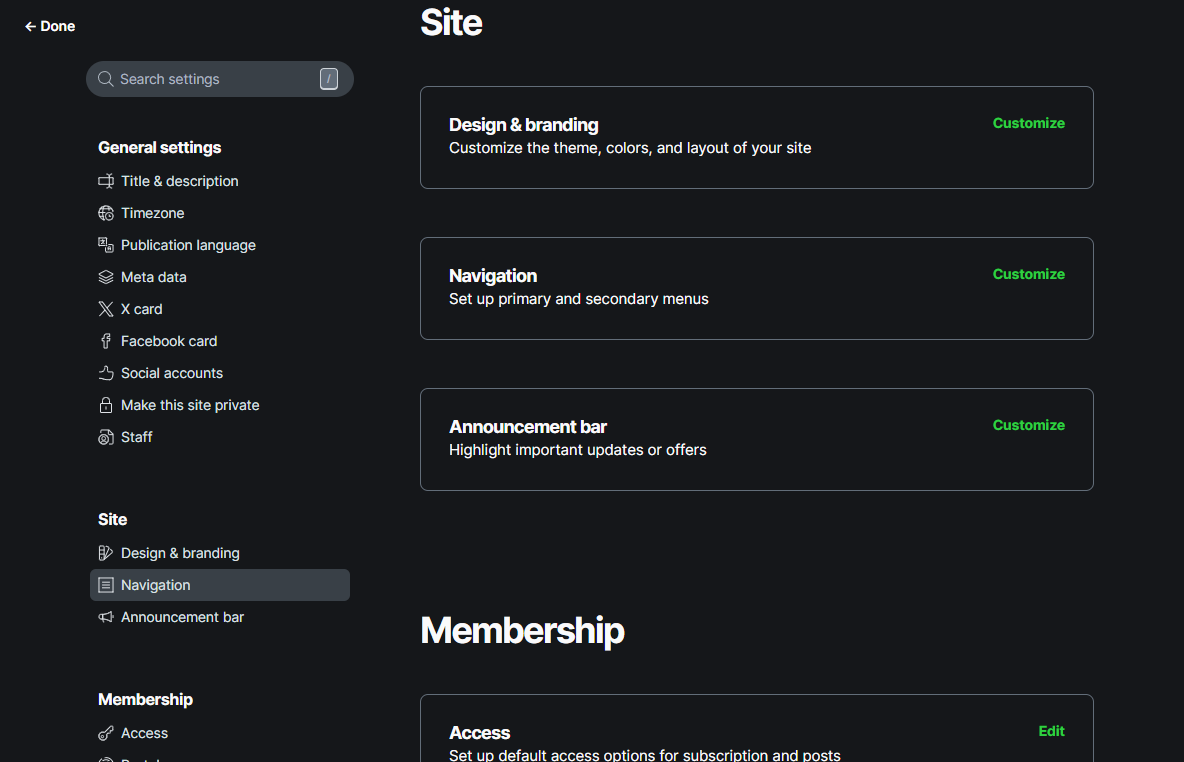 ← Done
Search settings
/
General settings
Title & description
Timezone
Publication language
Meta data
X card
Facebook card
Social accounts
Make this site private
Staff
Site
Design & branding
Navigation
Announcement bar
Membership
Access
Site
Design & branding
Customize
Customize the theme, colors, and layout of your site
Navigation
Customize
Set up primary and secondary menus
Announcement bar
Customize
Highlight important updates or offers
Membership
Access
Edit
Set up default access options for subscription and posts